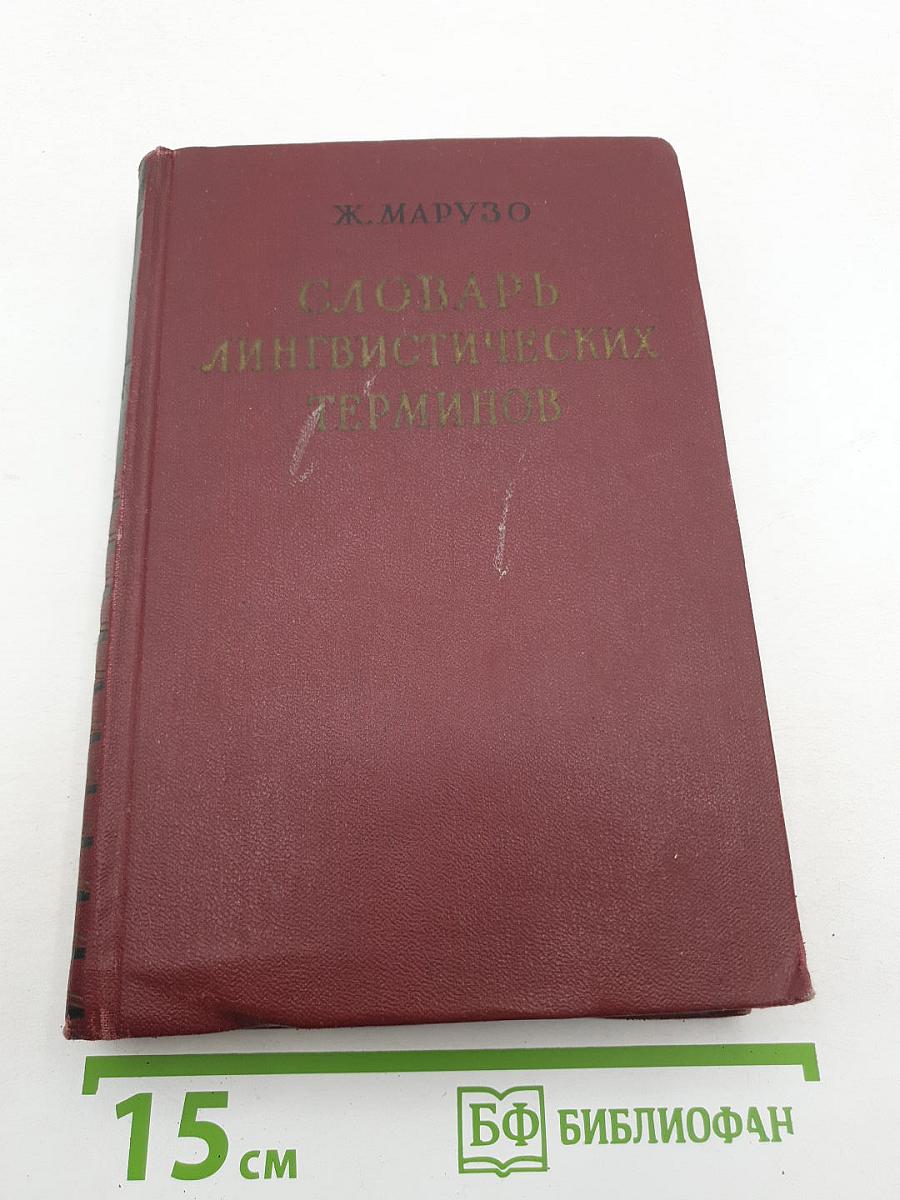 Ж. МАРУЗО
СЛОВАРЬ
ЛИНГВИСТИЧЕСКИХ
ТЕРМИНОВ
15 см
БФ БИБЛИОФАН